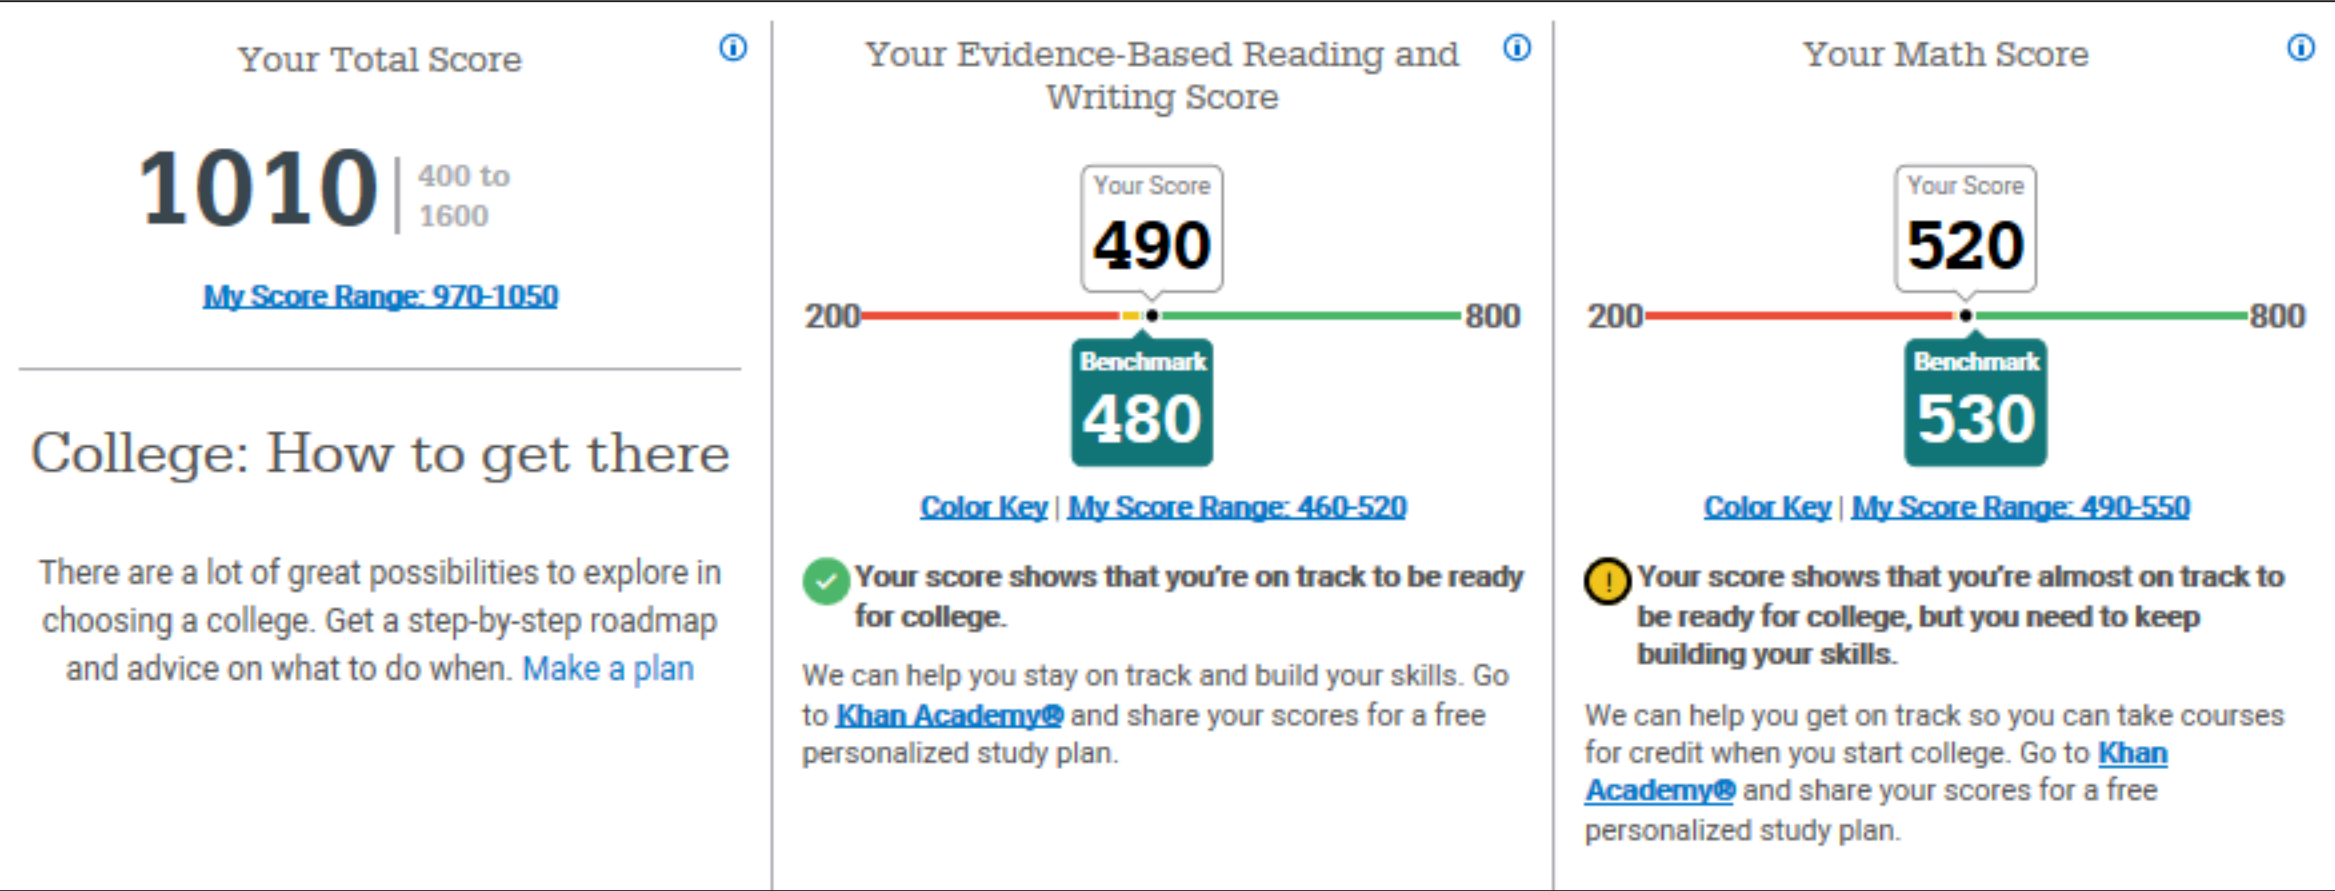 Your Total Score
1010
400 to
1600
My Score Range: 970-1050
College: How to get there
There are a lot of great possibilities to explore in
choosing a college. Get a step-by-step roadmap
and advice on what to do when. Make a plan
Your Evidence-Based Reading and
Writing Score
Your Score
490
200
800
Benchmark
480
Color Key | My Score Range: 460-520
Your score shows that you're on track to be ready
for college.
We can help you stay on track and build your skills. Go
to Khan Academy® and share your scores for a free
personalized study plan.
Your Math Score
Your Score
520
200
800
Benchmark
530
Color Key | My Score Range: 490-550
Your score shows that you're almost on track to
be ready for college, but you need to keep
building your skills.
We can help you get on track so you can take courses
for credit when you start college. Go to Khan
Academy® and share your scores for a free
personalized study plan.